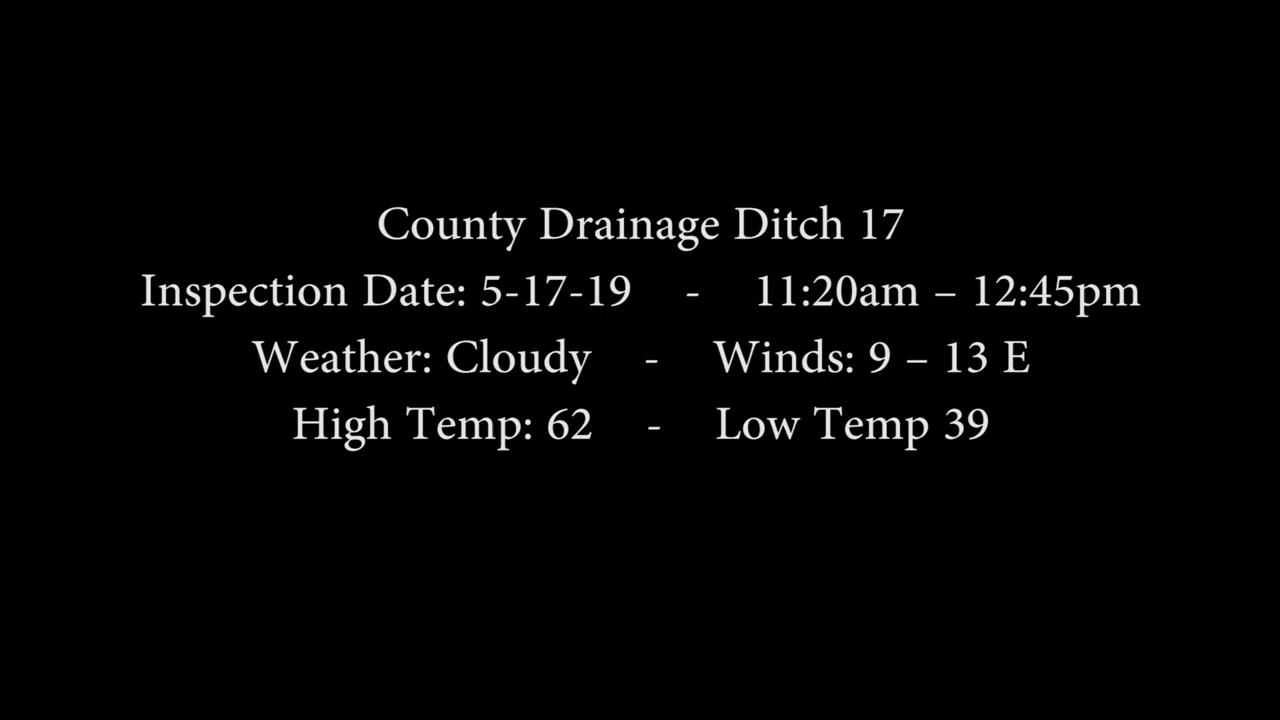 County Drainage Ditch 17
Inspection Date: 5-17-19 - 11:20am – 12:45pm
Weather: Cloudy - Winds: 9 – 13 E
High Temp: 62 - Low Temp 39